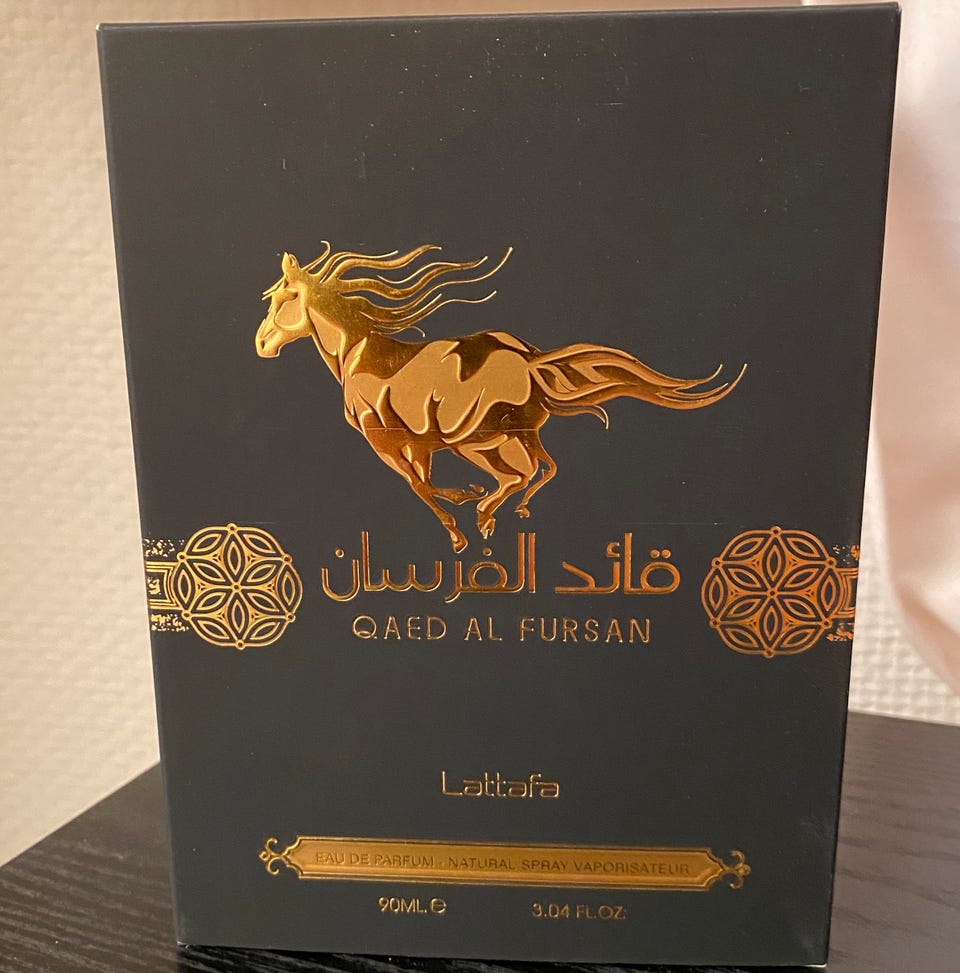 قائد الفرسان
QAED AL FURSAN
Lattafa
EAU DE PARFUM - NATURAL SPRAY VAPORISATEUR
90ML.℮ 3.04 FL.OZ.